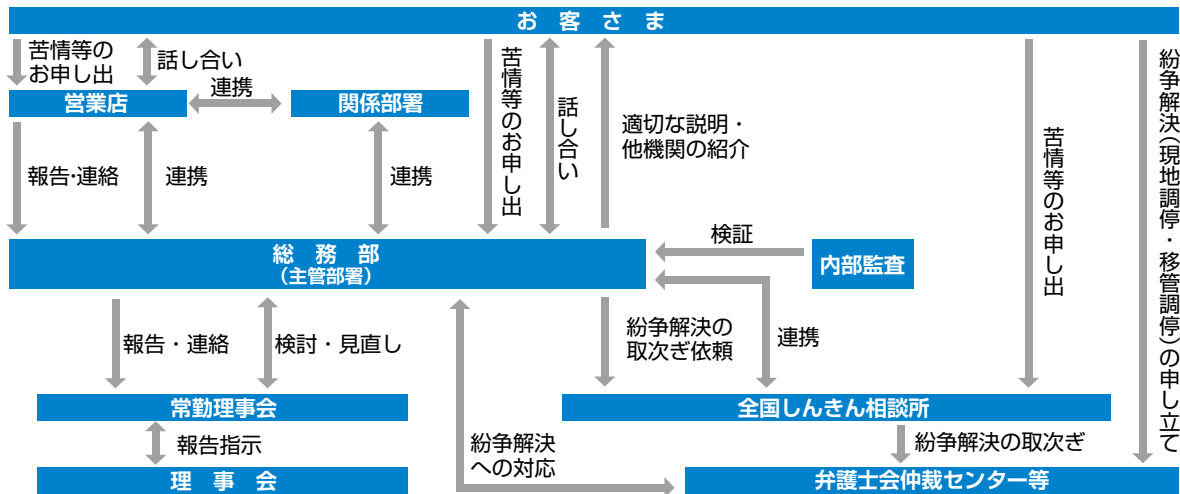 お客さま
苦情等の
お申し出
話し合い
営業店
連携
関係部署
報告・連絡
連携
連携
苦情等のお申し出
話し合い
適切な説明・
他機関の紹介
苦情等のお申し出
紛争解決(現地調停・移管調停)の申し立て
総務部
(主管部署)
検証
内部監査
報告・連絡
検討・見直し
紛争解決の
取次ぎ依頼
連携
常勤理事会
全国しんきん相談所
報告指示
紛争解決
への対応
紛争解決の取次ぎ
理事会
弁護士会仲裁センター等